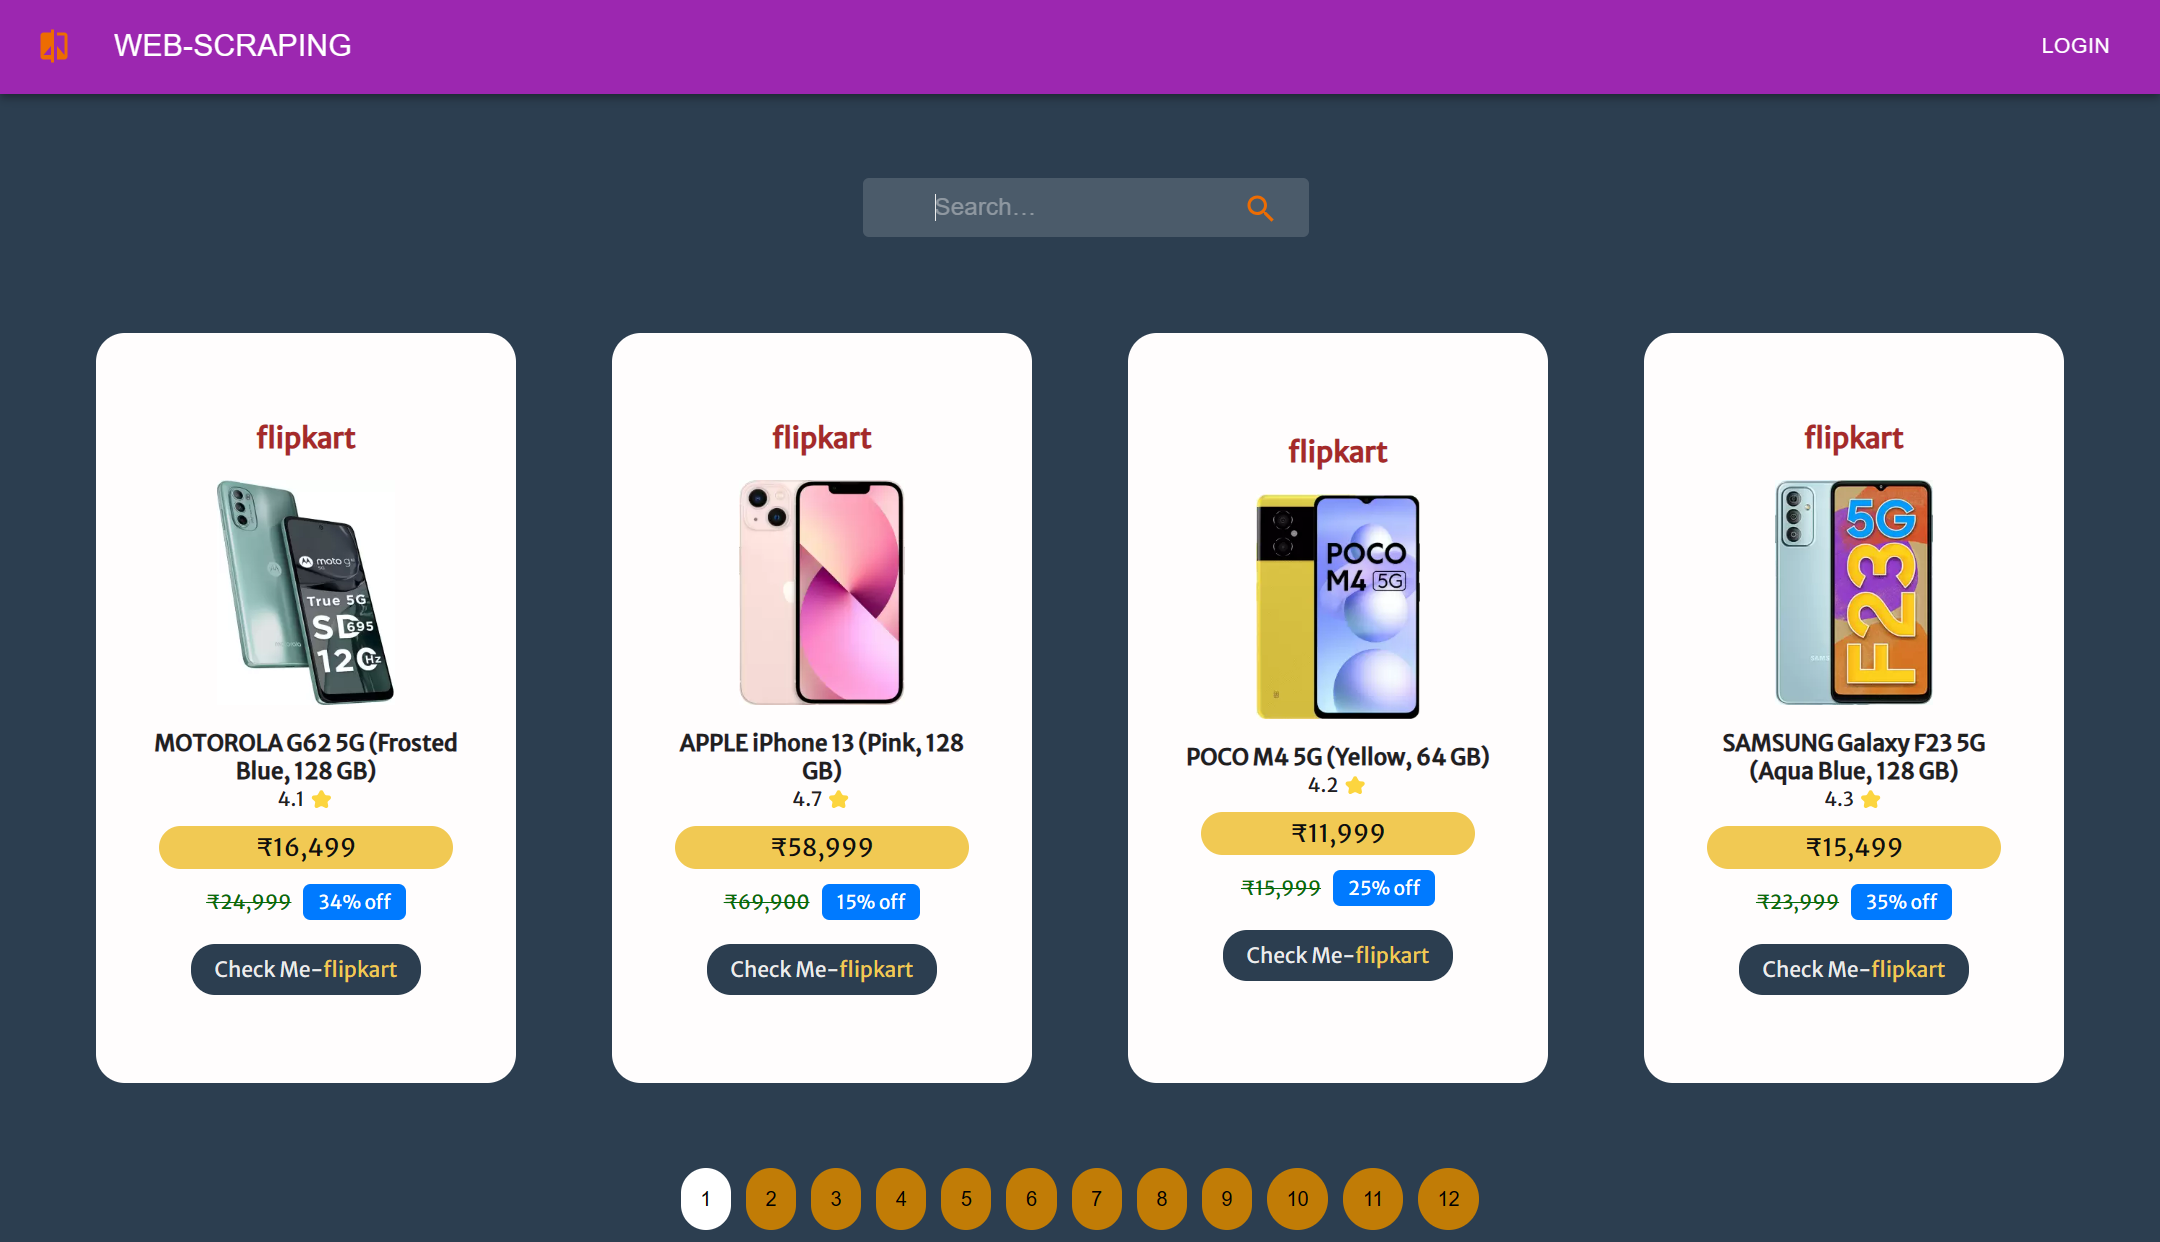 WEB-SCRAPING
LOGIN
Search...
flipkart
moto g
True 5G
SD 695
120Hz
MOTOROLA G62 5G (Frosted
Blue, 128 GB)
4.1
₹16,499
₹24,999 34% off
Check Me-flipkart
flipkart
APPLE iPhone 13 (Pink, 128
GB)
4.7
₹58,999
₹69,900 15% off
Check Me-flipkart
flipkart
POCO
M4 5G
POCO M4 5G (Yellow, 64 GB)
4.2
₹11,999
₹15,999 25% off
Check Me-flipkart
flipkart
5G
F23
SAMSUNG Galaxy F23 5G
(Aqua Blue, 128 GB)
4.3
₹15,499
₹23,999 35% off
Check Me-flipkart
1 2 3 4 5 6 7 8 9 10 11 12